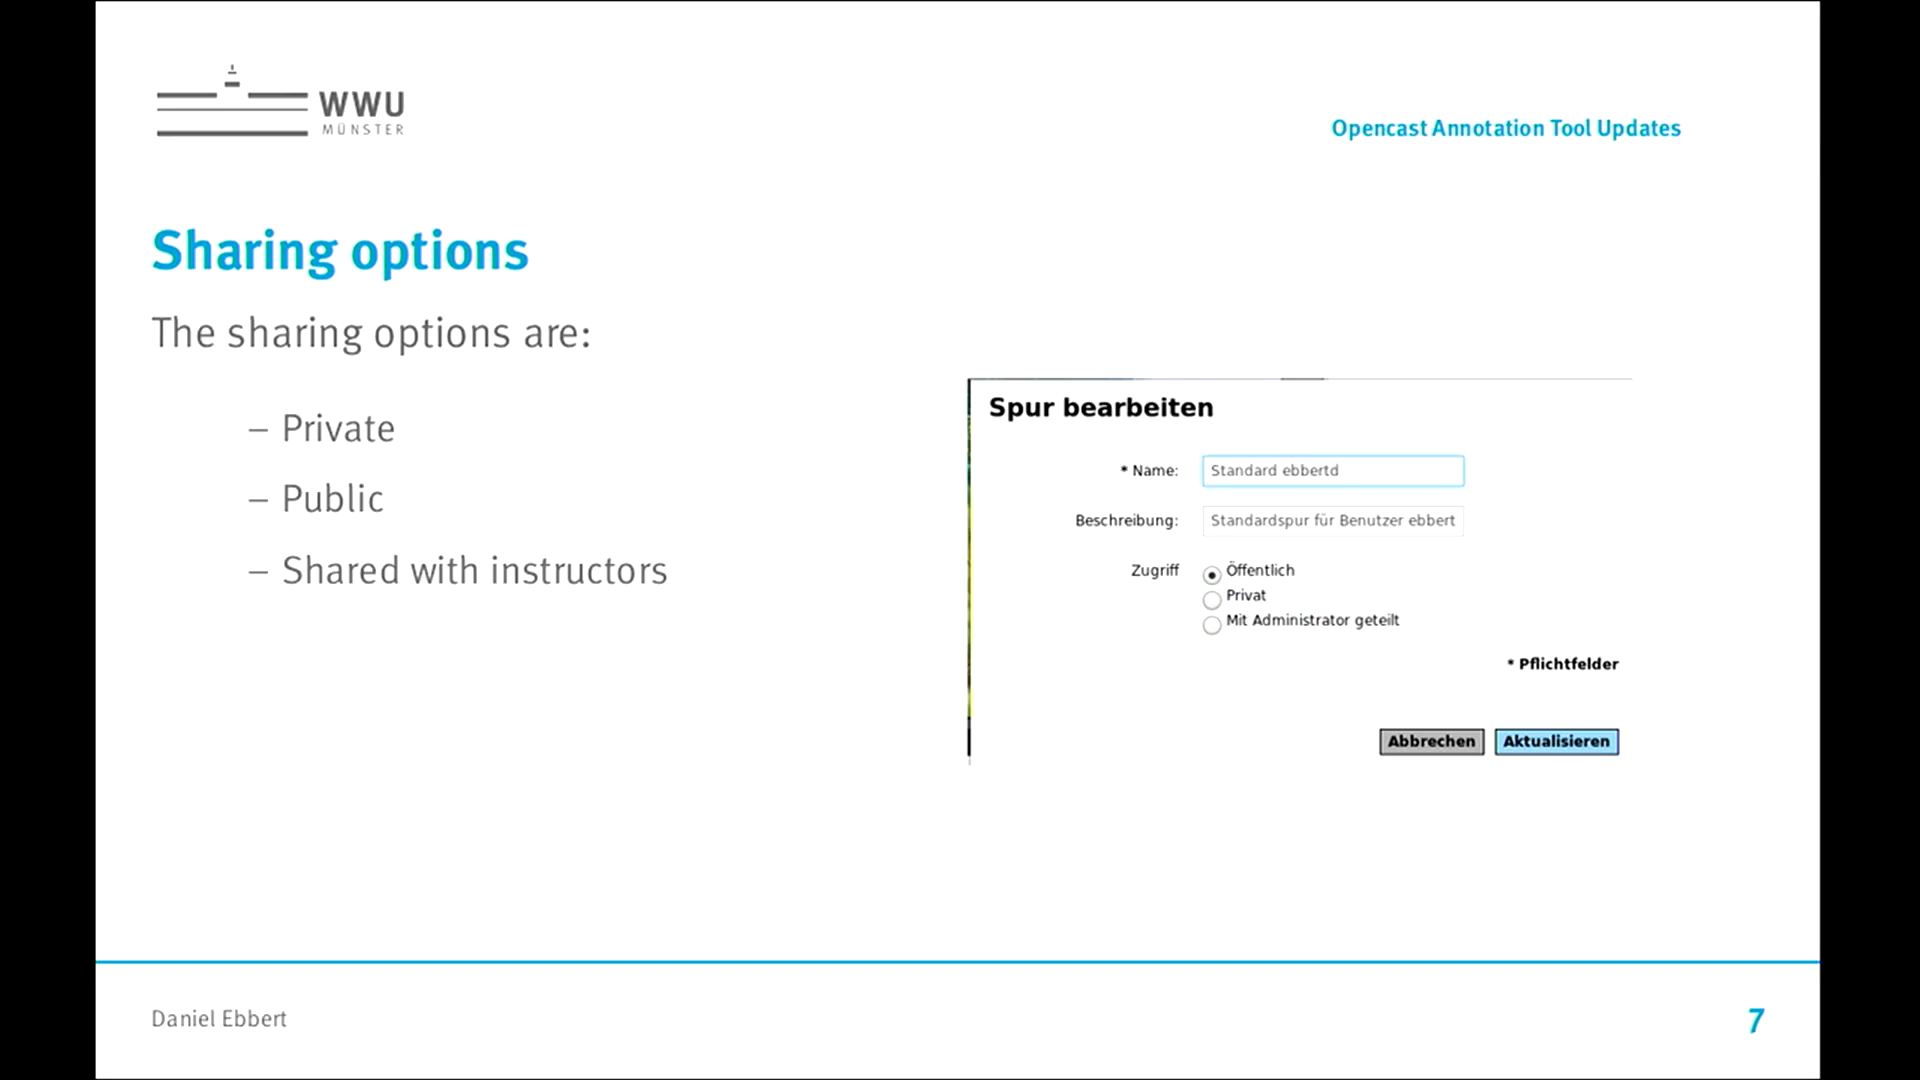 WWU
MÜNSTER
Opencast Annotation Tool Updates
Sharing options
The sharing options are:
– Private
– Public
– Shared with instructors
Spur bearbeiten
* Name: Standard ebbertd
Beschreibung: Standardspur für Benutzer ebbert
Zugriff Öffentlich
Privat
Mit Administrator geteilt
* Pflichtfelder
Abbrechen Aktualisieren
Daniel Ebbert
7